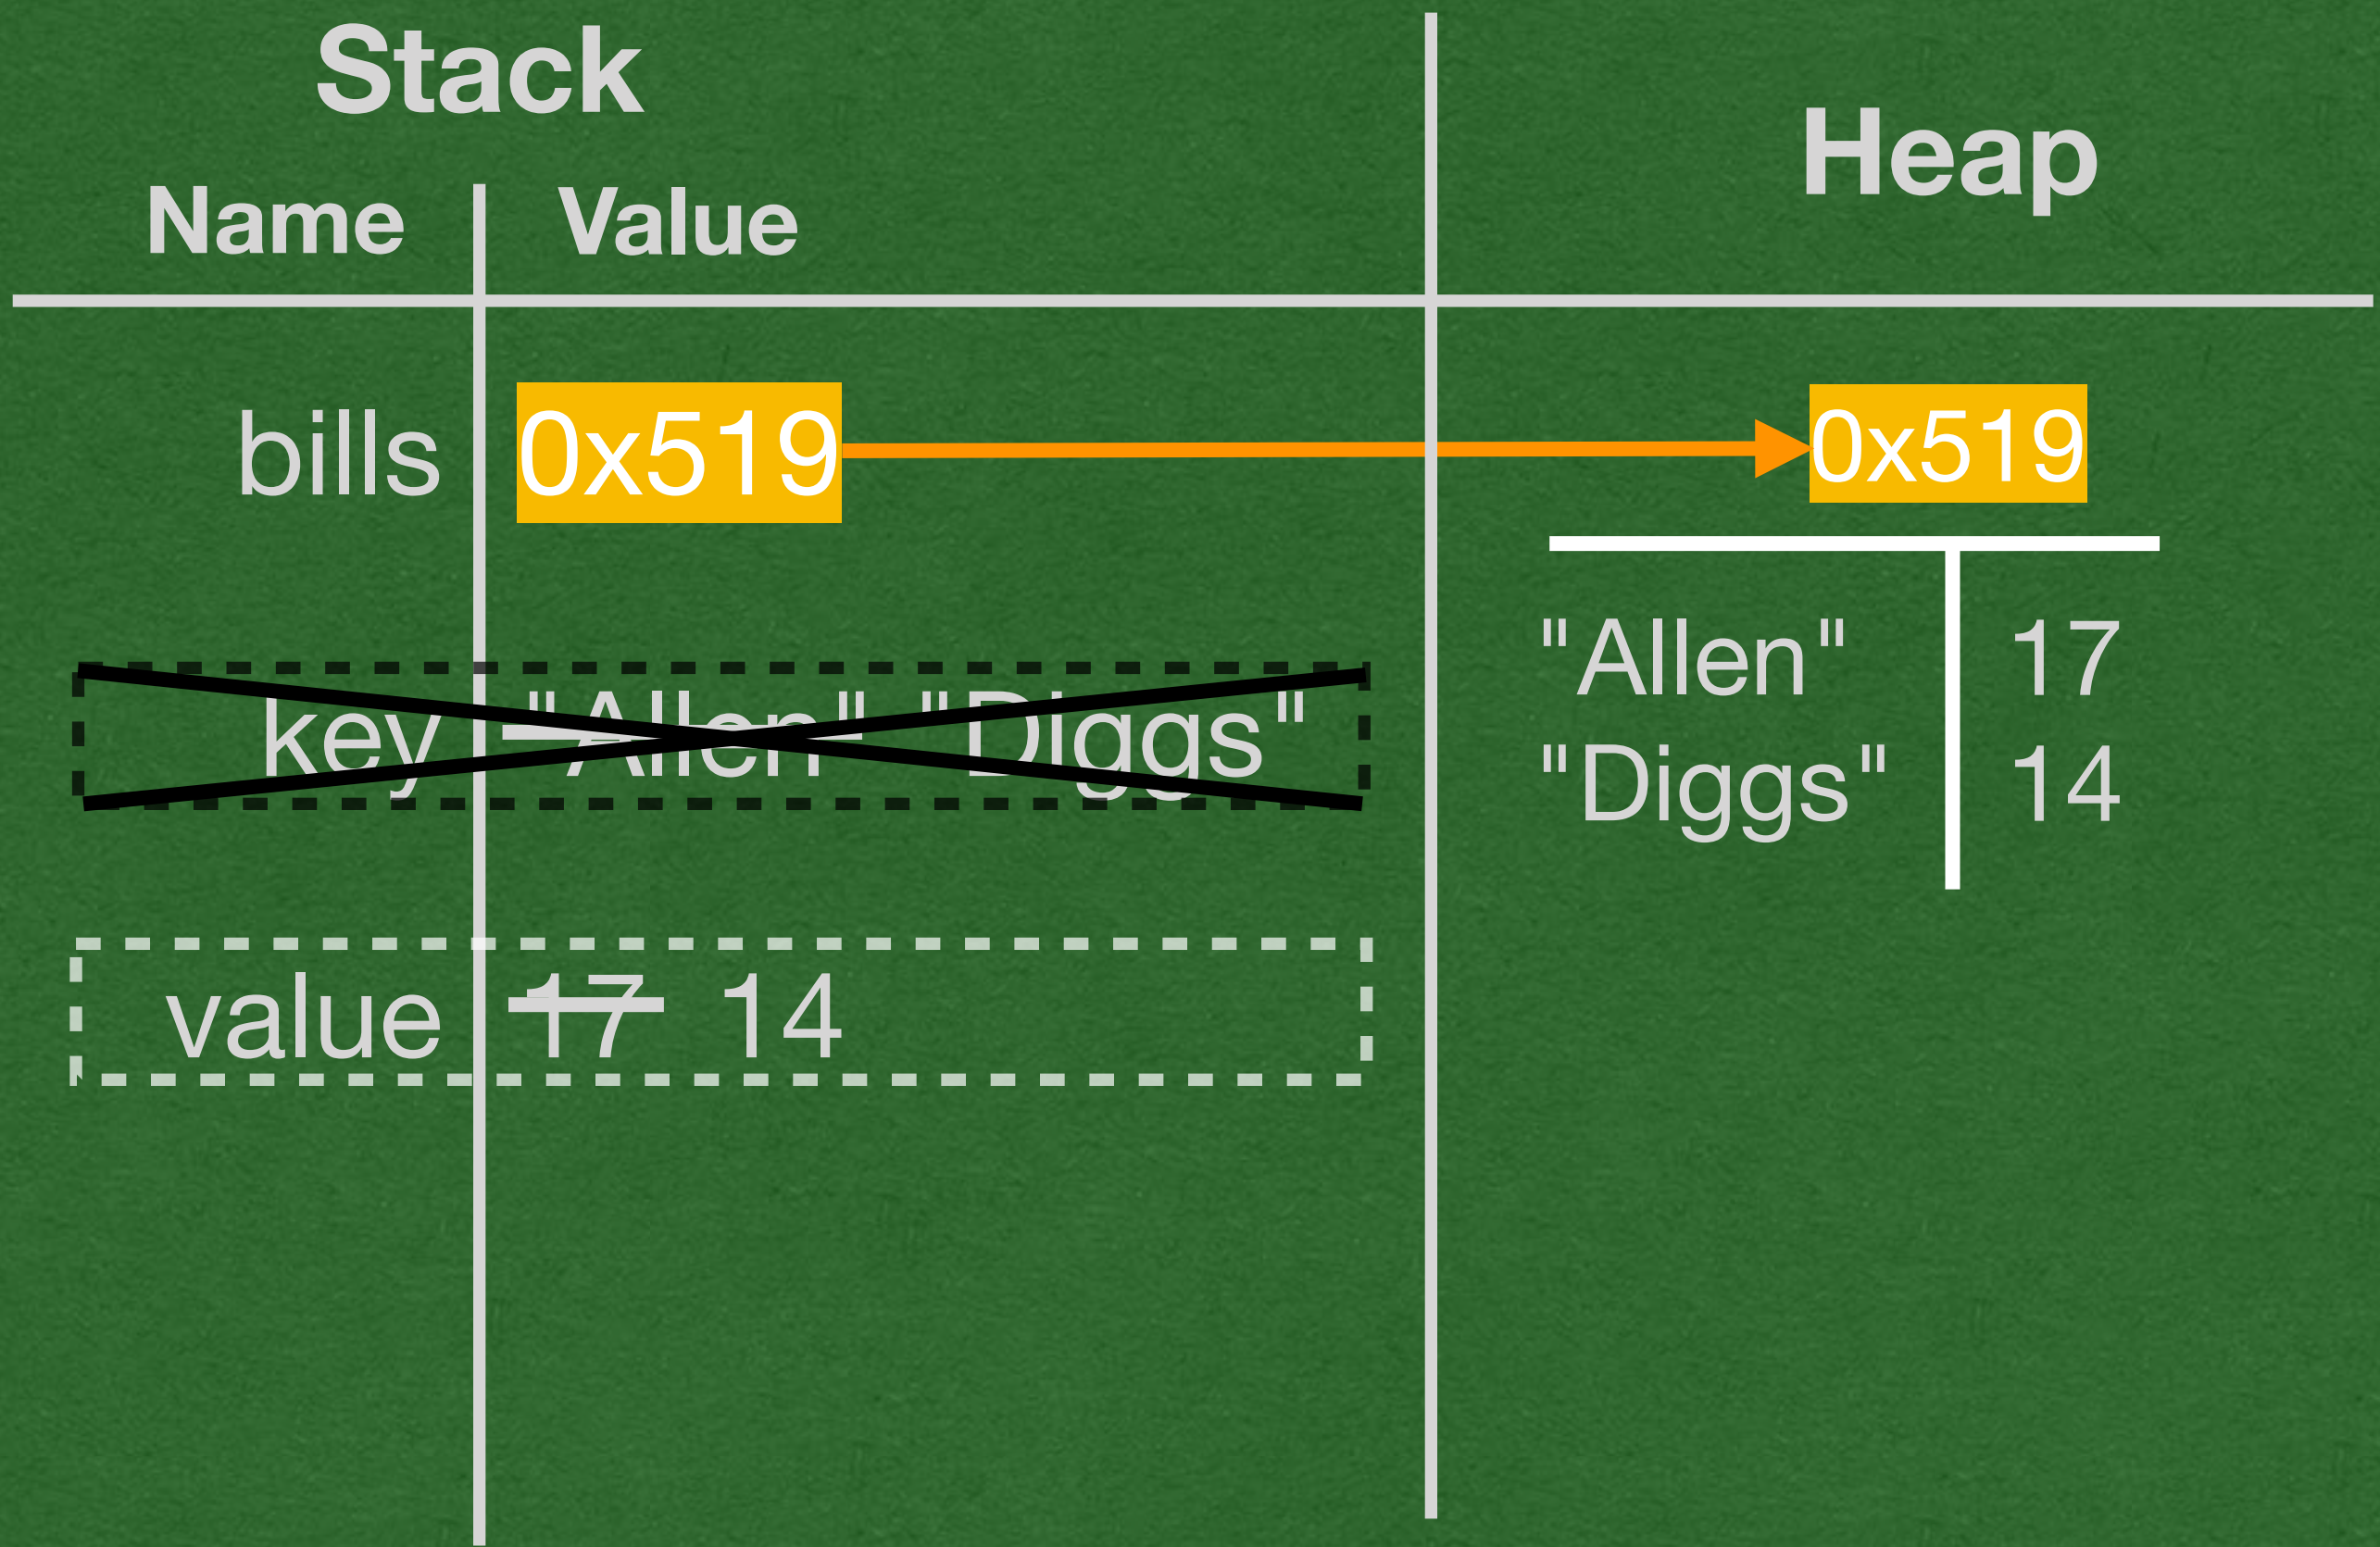 Stack
Heap
Name Value
bills 0x519 0x519
"Allen" 17
key "Allen" "Diggs"
"Diggs" 14
value 17 14